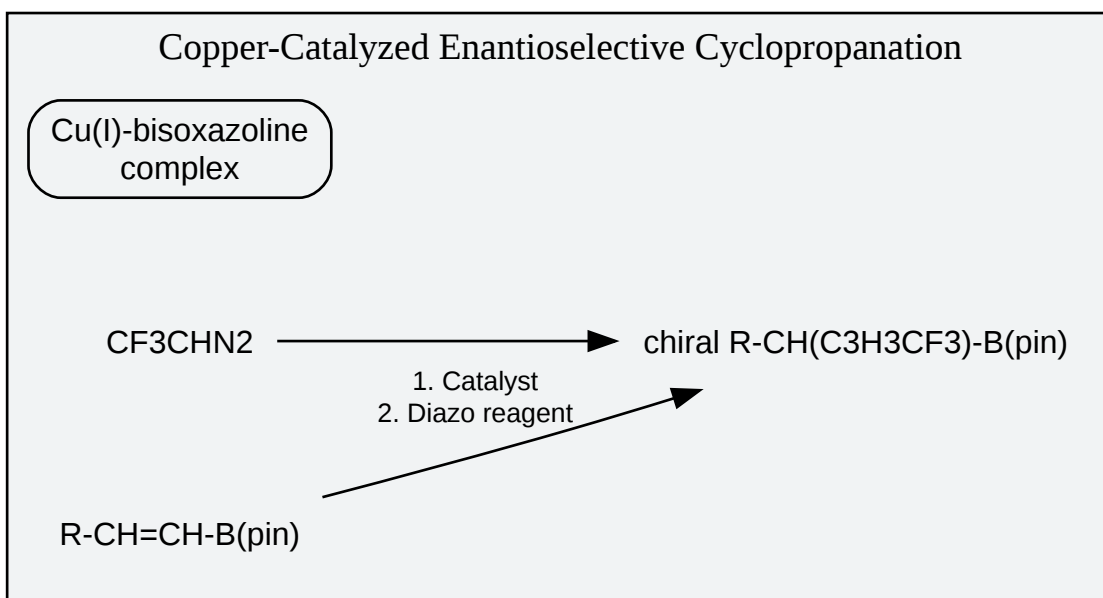 Copper-Catalyzed Enantioselective Cyclopropanation
Cu(I)-bisoxazoline
complex
CF3CHN2
chiral R-CH(C3H3CF3)-B(pin)
1. Catalyst
2. Diazo reagent
R-CH=CH-B(pin)